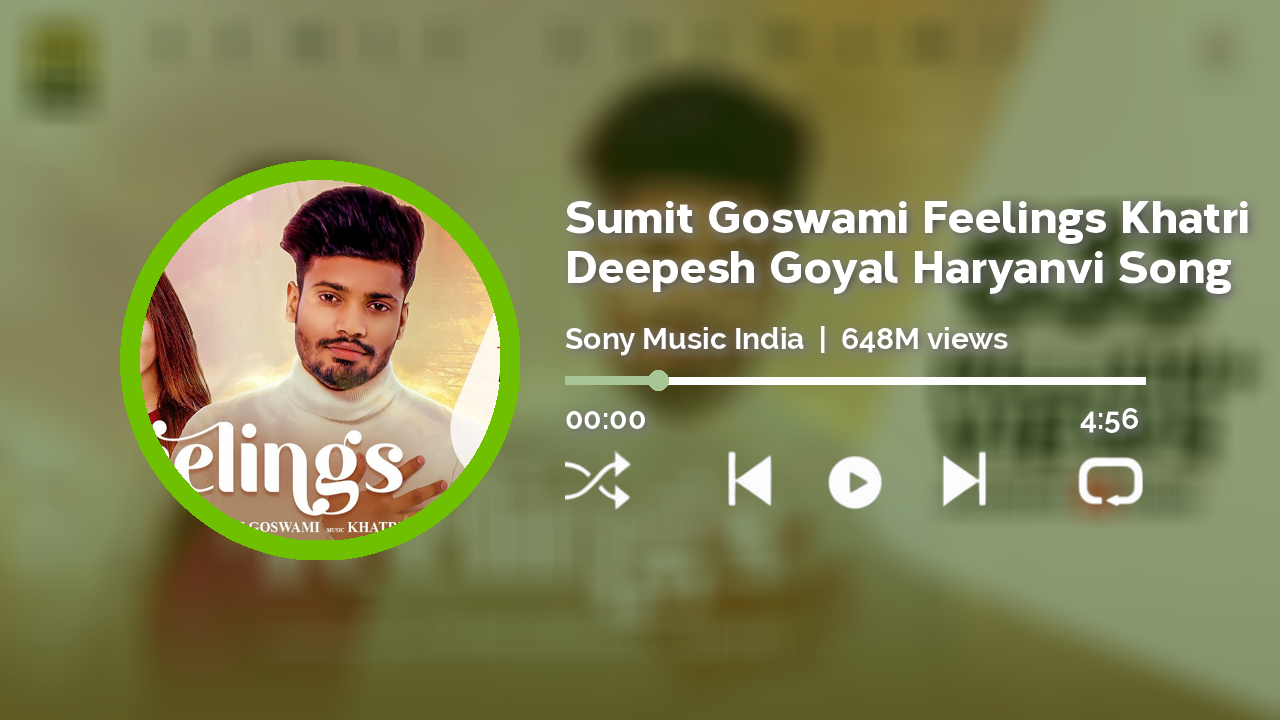 Sumit Goswami Feelings Khatri
Deepesh Goyal Haryanvi Song
Sony Music India | 648M views
00:00
4:56
eelings
GOSWAMI MUSIC KHATR